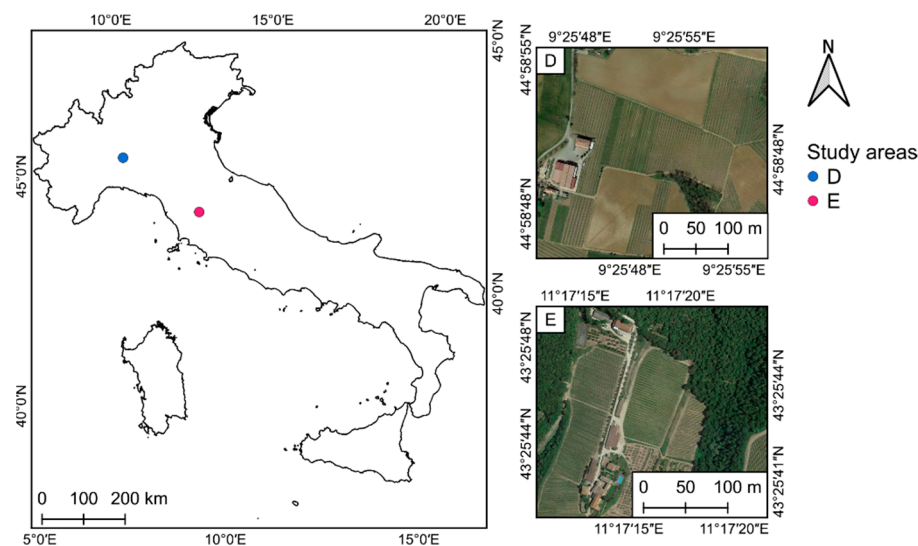 10°0′E
15°0′E
20°0′E
45°0′N
45°0′N
40°0′N
40°0′N
0 100 200 km
5°0′E
10°0′E
15°0′E
9°25′48″E
9°25′55″E
D
44°58′55″N
44°58′48″N
44°58′48″N
44°58′48″N
0 50 100 m
9°25′48″E
9°25′55″E
11°17′15″E
11°17′20″E
E
43°25′48″N
43°25′44″N
43°25′44″N
43°25′41″N
0 50 100 m
11°17′15″E
11°17′20″E
N
Study areas
D
E